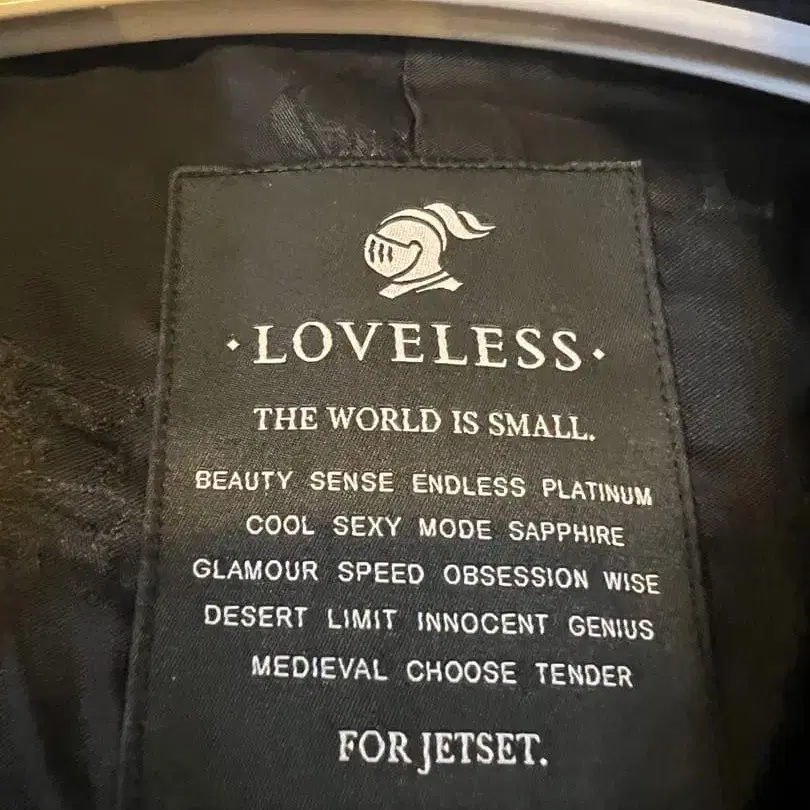 ·LOVELESS·
THE WORLD IS SMALL.
BEAUTY SENSE ENDLESS PLATINUM
COOL SEXY MODE SAPPHIRE
GLAMOUR SPEED OBSESSION WISE
DESERT LIMIT INNOCENT GENIUS
MEDIEVAL CHOOSE TENDER
FOR JETSET.